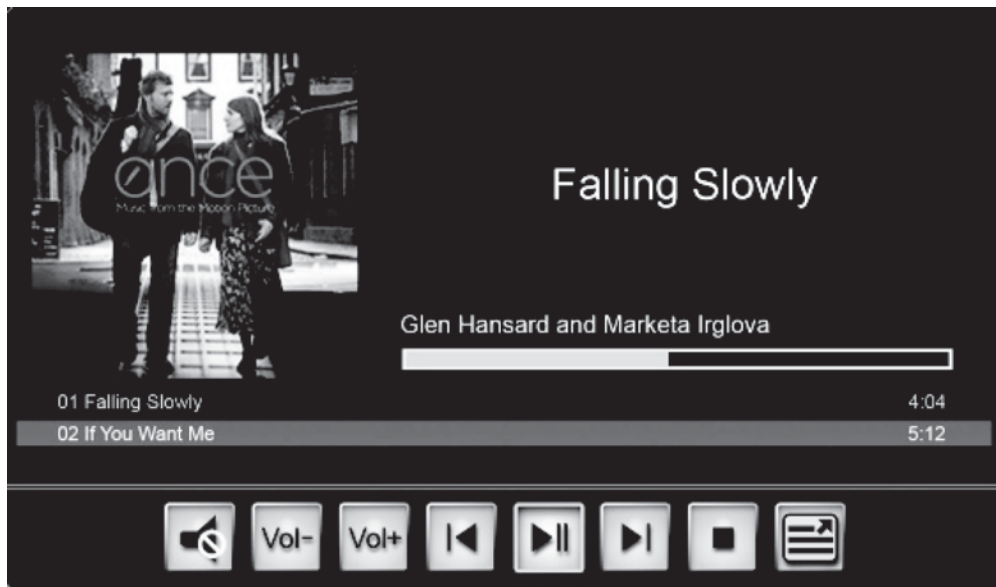 once
Music from the Motion Picture
Falling Slowly
Glen Hansard and Marketa Irglova
01 Falling Slowly 4:04
02 If You Want Me 5:12
Vol- Vol+